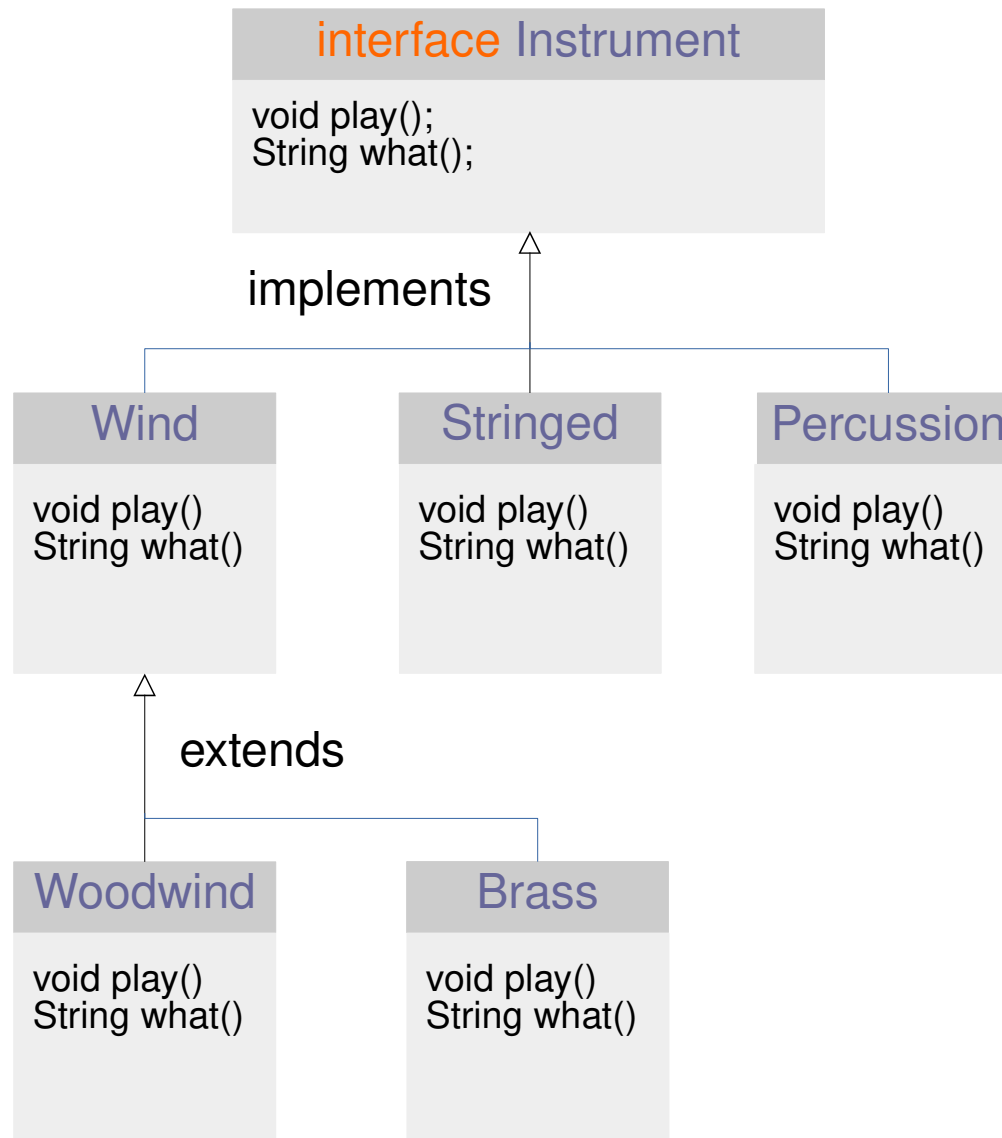 interface Instrument
void play();
String what();
implements
Wind
void play()
String what()
Stringed
void play()
String what()
Percussion
void play()
String what()
extends
Woodwind
void play()
String what()
Brass
void play()
String what()